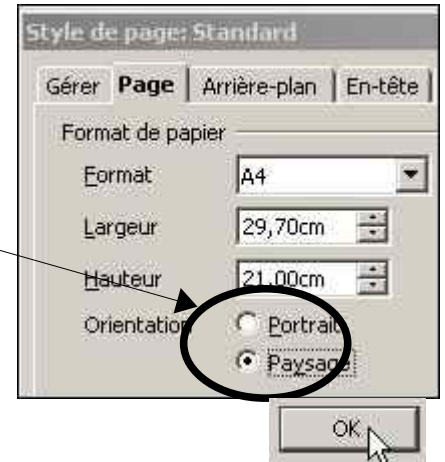 Style de page: Standard
Gérer Page Arrière-plan En-tête
Format de papier
Format A4
Largeur 29,70cm
Hauteur 21,00cm
Orientation Portrait
Paysage
OK